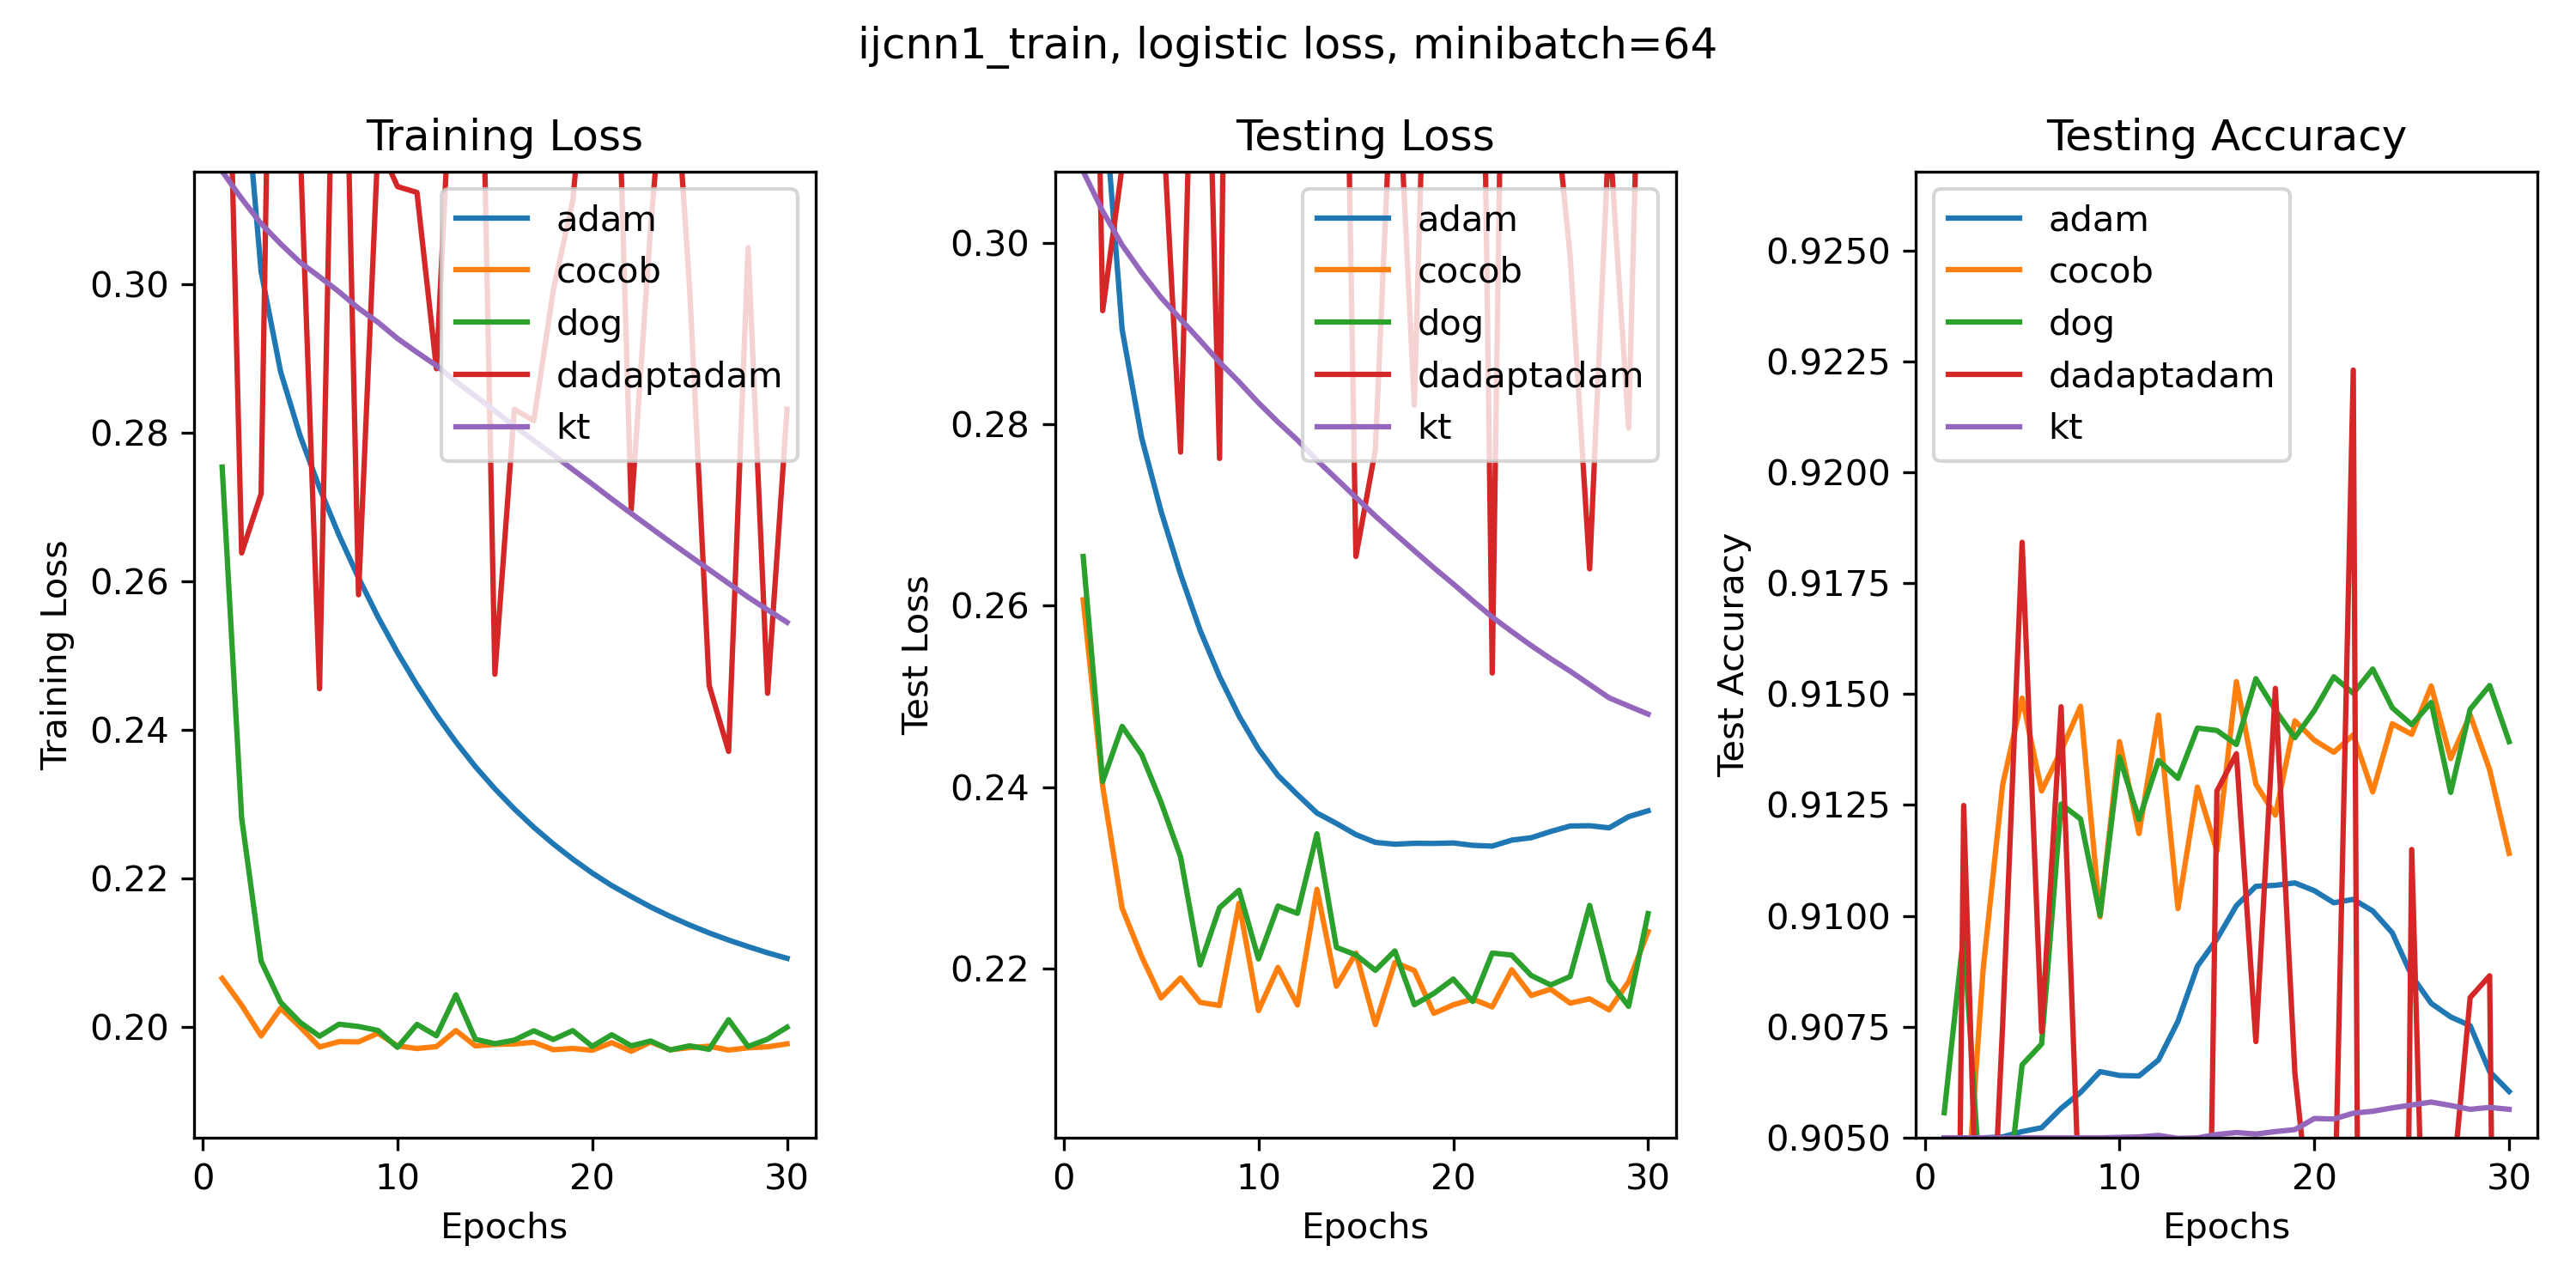 ijcnn1_train, logistic loss, minibatch=64
Training Loss
Training Loss
0.30
0.28
0.26
0.24
0.22
0.20
0
10
20
30
Epochs
adam
cocob
dog
dadaptadam
kt
Testing Loss
Test Loss
0.30
0.28
0.26
0.24
0.22
0
10
20
30
Epochs
adam
cocob
dog
dadaptadam
kt
Testing Accuracy
Test Accuracy
0.9250
0.9225
0.9200
0.9175
0.9150
0.9125
0.9100
0.9075
0.9050
0
10
20
30
Epochs
adam
cocob
dog
dadaptadam
kt